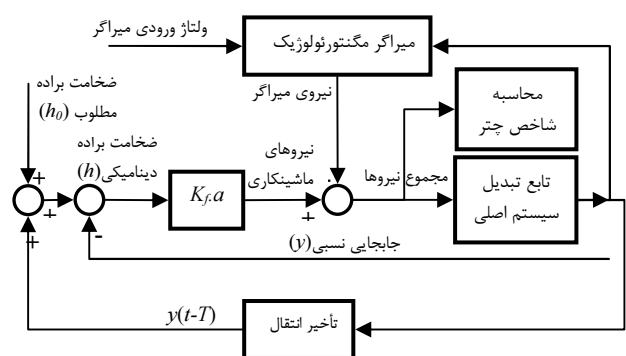 ولتاژ ورودی میراگر
میراگر مگنتورئولوژیک
ضخامت براده
مطلوب (h0)
نیروی میراگر
محاسبه
شاخص چتر
ضخامت براده
دینامیکی(h)
نیروهای
ماشینکاری
Kf.a
مجموع نیروها
تابع تبدیل
سیستم اصلی
+
+
+
-
+
.
جابجایی نسبی(y)
y(t-T)
تأخیر انتقال